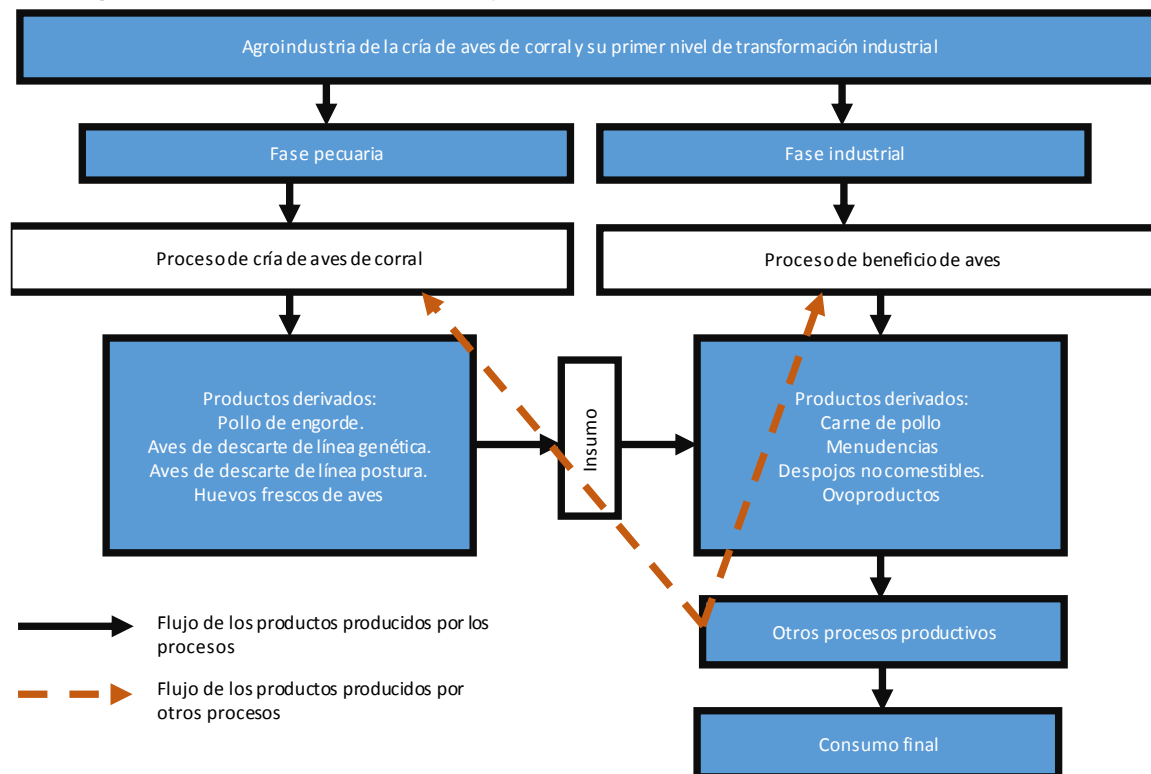 Agroindustria de la cría de aves de corral y su primer nivel de transformación industrial
Fase pecuaria
Fase industrial
Proceso de cría de aves de corral
Proceso de beneficio de aves
Productos derivados:
Pollo de engorde.
Aves de descarte de línea genética.
Aves de descarte de línea postura.
Huevos frescos de aves
Insumo
Productos derivados:
Carne de pollo
Menudencias
Despojos no comestibles.
Ovoproductos
Flujo de los productos producidos por los
procesos
Otros procesos productivos
Flujo de los productos producidos por
otros procesos
Consumo final